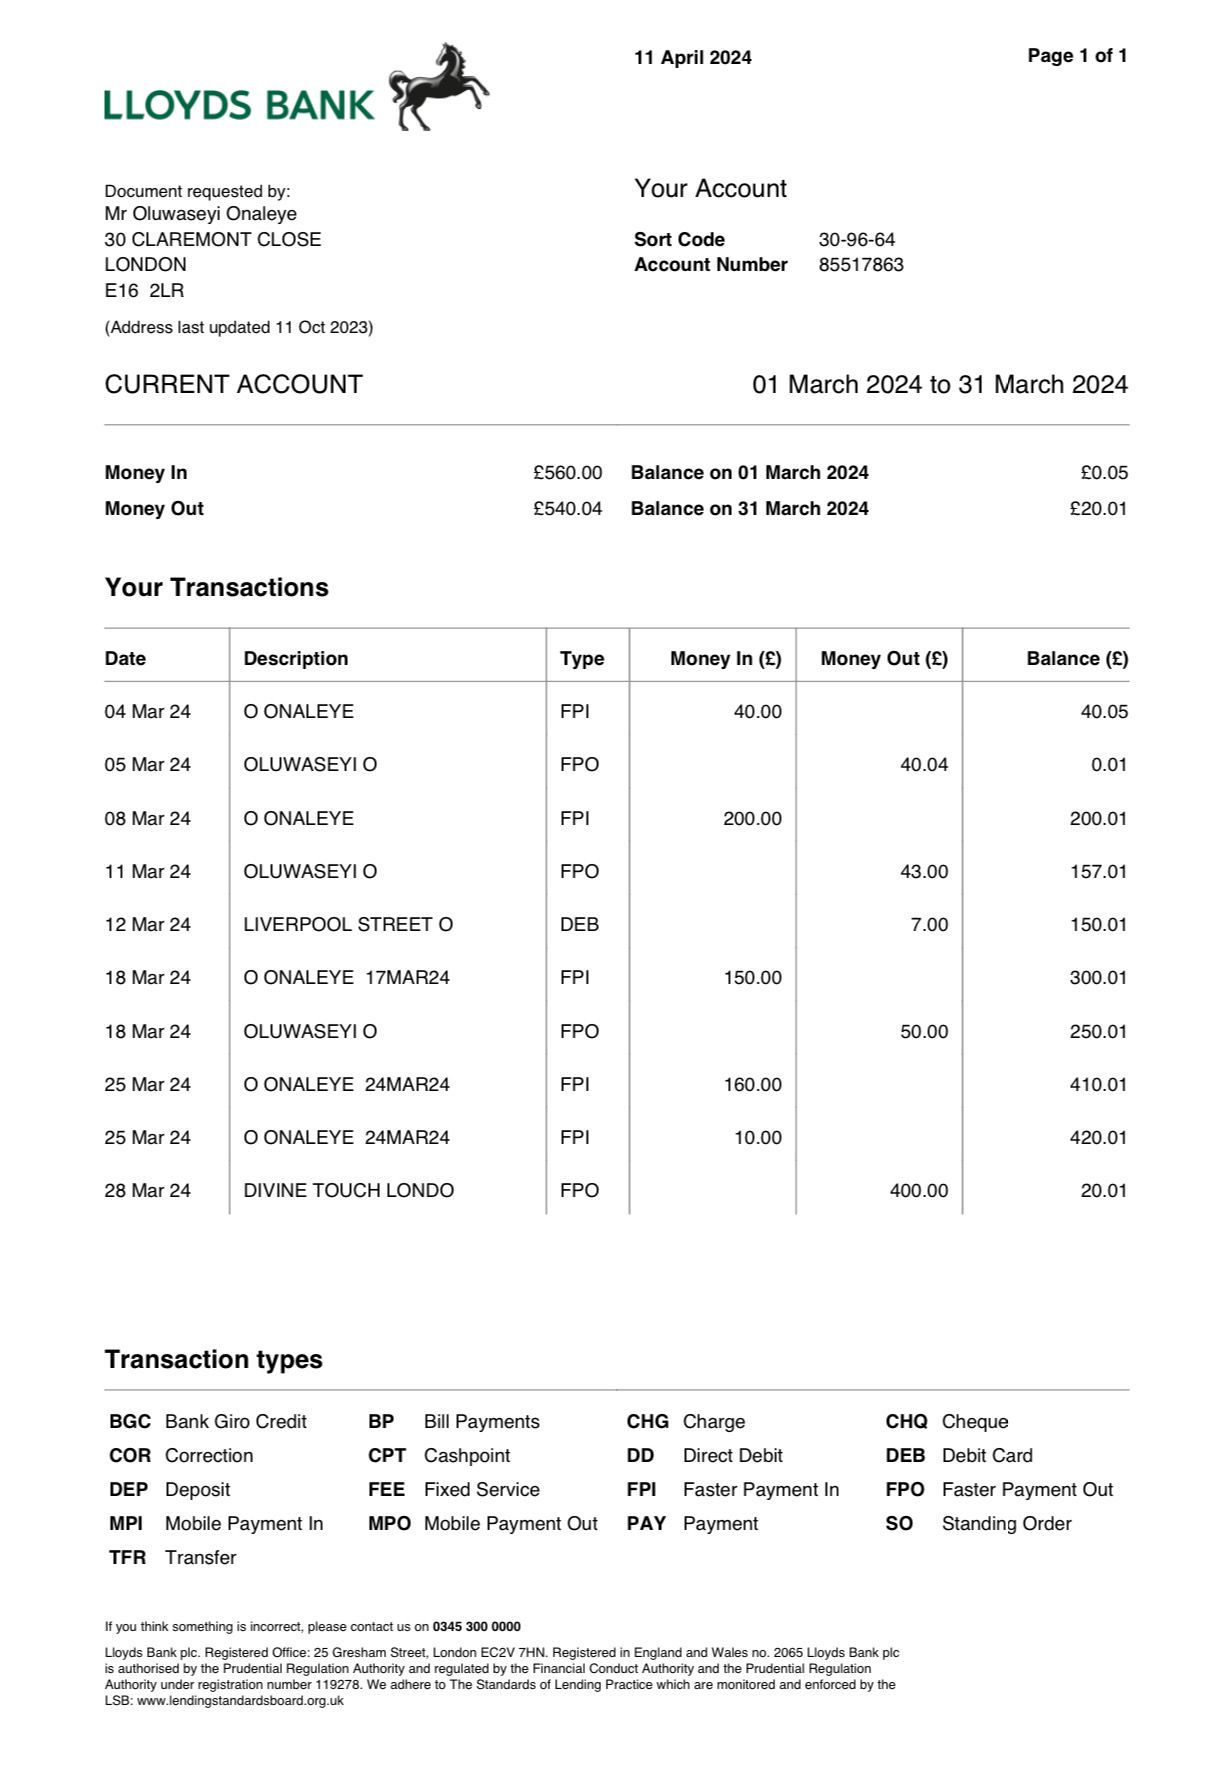 LLOYDS BANK
11 April 2024 Page 1 of 1
Document requested by:
Mr Oluwaseyi Onaleye
30 CLAREMONT CLOSE
LONDON
E16 2LR
(Address last updated 11 Oct 2023)
Your Account
Sort Code 30-96-64
Account Number 85517863
CURRENT ACCOUNT 01 March 2024 to 31 March 2024
Money In £560.00 Balance on 01 March 2024 £0.05
Money Out £540.04 Balance on 31 March 2024 £20.01
Your Transactions
Date Description Type Money In (£) Money Out (£) Balance (£)
04 Mar 24 O ONALEYE FPI 40.00 40.05
05 Mar 24 OLUWASEYI O FPO 40.04 0.01
08 Mar 24 O ONALEYE FPI 200.00 200.01
11 Mar 24 OLUWASEYI O FPO 43.00 157.01
12 Mar 24 LIVERPOOL STREET O DEB 7.00 150.01
18 Mar 24 O ONALEYE 17MAR24 FPI 150.00 300.01
18 Mar 24 OLUWASEYI O FPO 50.00 250.01
25 Mar 24 O ONALEYE 24MAR24 FPI 160.00 410.01
25 Mar 24 O ONALEYE 24MAR24 FPI 10.00 420.01
28 Mar 24 DIVINE TOUCH LONDO FPO 400.00 20.01
Transaction types
BGC Bank Giro Credit BP Bill Payments CHG Charge CHQ Cheque
COR Correction CPT Cashpoint DD Direct Debit DEB Debit Card
DEP Deposit FEE Fixed Service FPI Faster Payment In FPO Faster Payment Out
MPI Mobile Payment In MPO Mobile Payment Out PAY Payment SO Standing Order
TFR Transfer
If you think something is incorrect, please contact us on 0345 300 0000
Lloyds Bank plc. Registered Office: 25 Gresham Street, London EC2V 7HN. Registered in England and Wales no. 2065 Lloyds Bank plc
is authorised by the Prudential Regulation Authority and regulated by the Financial Conduct Authority and the Prudential Regulation
Authority under registration number 119278. We adhere to The Standards of Lending Practice which are monitored and enforced by the
LSB: www.lendingstandardsboard.org.uk